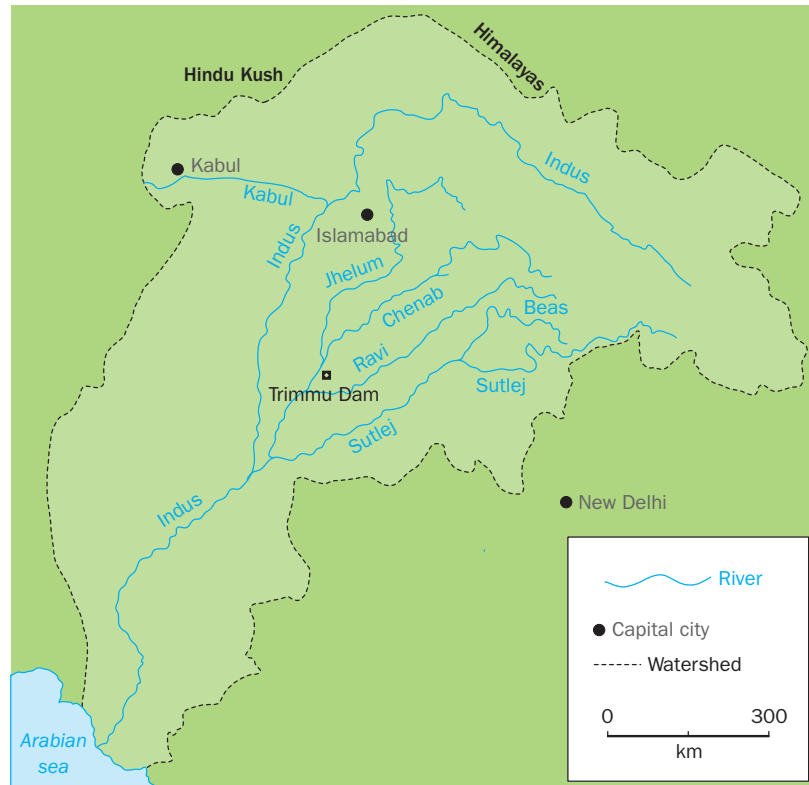 Himalayas
Hindu Kush
Indus
Kabul
Kabul
Islamabad
Indus
Jhelum
Chenab
Beas
Ravi
Sutlej
Trimmu Dam
Sutlej
New Delhi
Indus
River
Capital city
Watershed
0 300
km
Arabian
sea